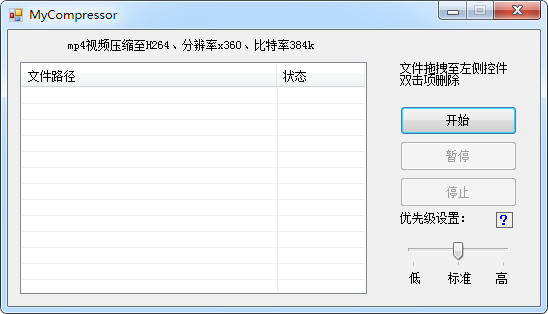 MyCompressor
mp4视频压缩至H264、分辨率x360、比特率384k
文件路径
状态
文件拖拽至左侧控件
双击项删除
开始
暂停
停止
优先级设置:
?
低
标准
高